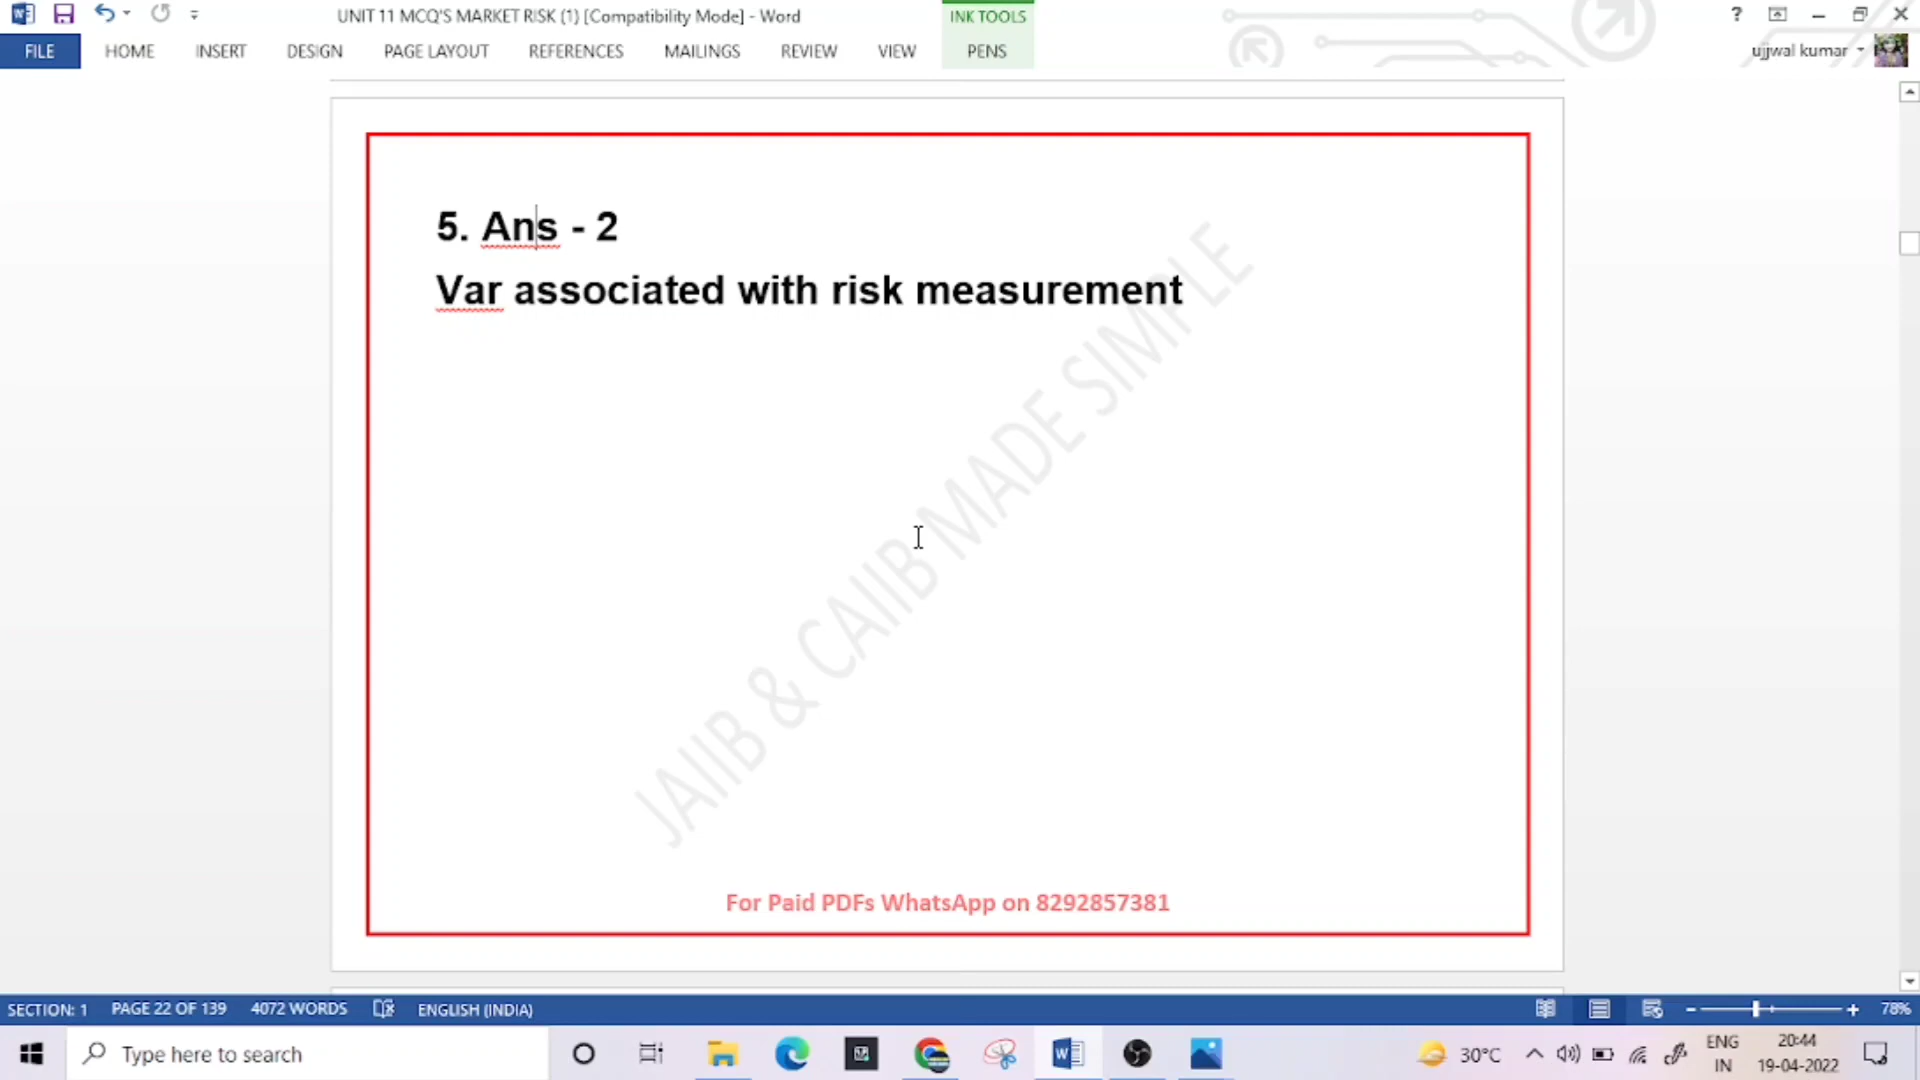 UNIT 11 MCQ'S MARKET RISK (1) [Compatibility Mode] - Word
INK TOOLS
?
FILE
HOME
INSERT
DESIGN
PAGE LAYOUT
REFERENCES
MAILINGS
REVIEW
VIEW
PENS
ujjwal kumar
5. Ans - 2
Var associated with risk measurement
JAIIB & CAIIB MADE SIMPLE
For Paid PDFs WhatsApp on 8292857381
SECTION: 1
PAGE 22 OF 139
4072 WORDS
ENGLISH (INDIA)
78%
Type here to search
30°C
ENG
IN
20:44
19-04-2022